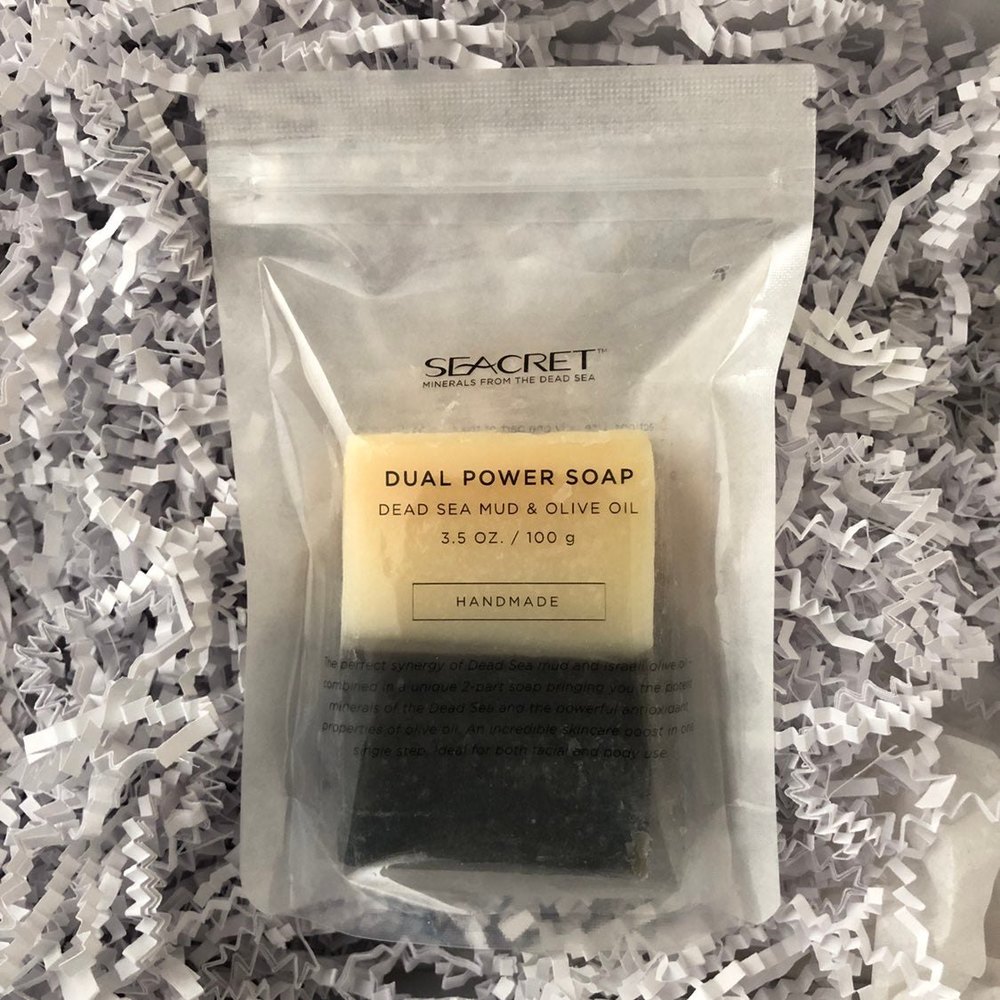 SEACRET™
MINERALS FROM THE DEAD SEA
DUAL POWER SOAP
DEAD SEA MUD & OLIVE OIL
3.5 OZ. / 100 g
HANDMADE
The perfect synergy of Dead Sea mud and Israeli olive oil -
combined in a unique 2-part soap bringing you the potent
minerals of the Dead Sea and the powerful antioxidant
properties of olive oil. An incredible skincare boost in one
single step. Ideal for both facial and body use.